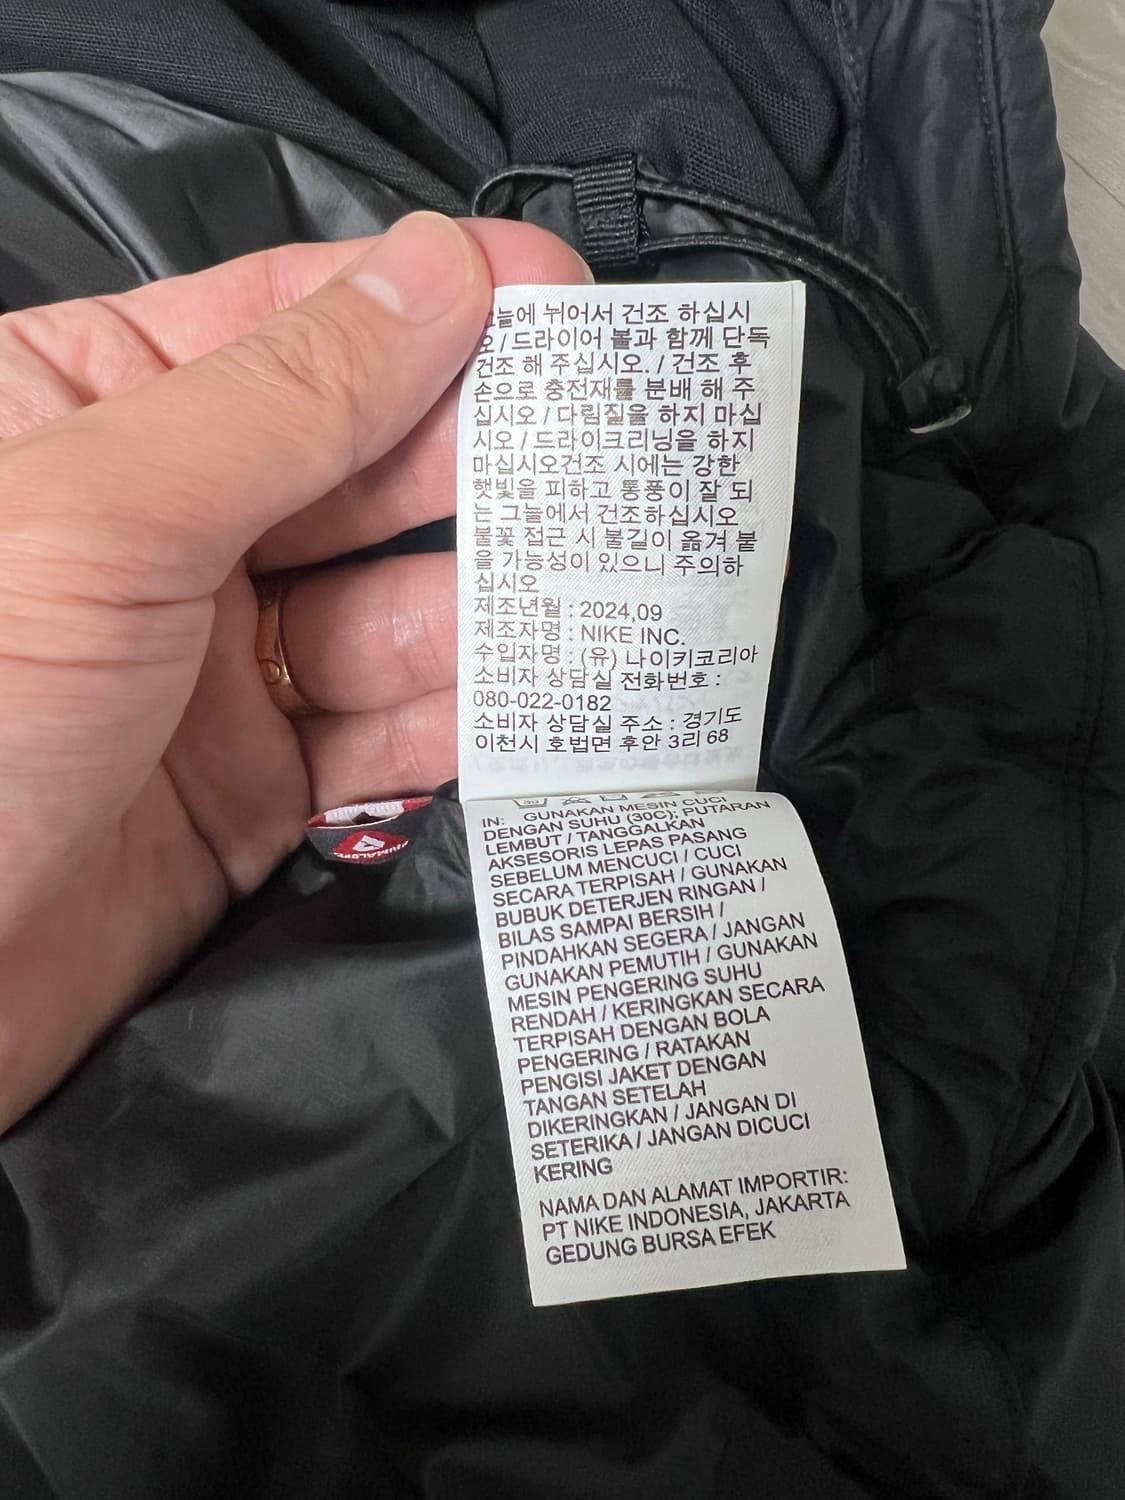 그늘에 뉘어서 건조 하십시
오 / 드라이어 볼과 함께 단독
건조 해 주십시오. / 건조 후
손으로 충전재를 분배 해 주
십시오 / 다림질을 하지 마십
시오 / 드라이크리닝을 하지
마십시오건조 시에는 강한
햇빛을 피하고 통풍이 잘 되
는 그늘에서 건조하십시오
불꽃 접근 시 불길이 옮겨 붙
을 가능성이 있으니 주의하
십시오
제조년월 : 2024,09
제조자명 : NIKE INC.
수입자명 : (유) 나이키코리아
소비자 상담실 전화번호 :
080-022-0182
소비자 상담실 주소 : 경기도
이천시 호법면 후안 3리 68
30
IN: GUNAKAN MESIN CUCI
DENGAN SUHU (30C); PUTARAN
LEMBUT / TANGGALKAN
AKSESORIS LEPAS PASANG
SEBELUM MENCUCI / CUCI
SECARA TERPISAH / GUNAKAN
BUBUK DETERJEN RINGAN /
BILAS SAMPAI BERSIH /
PINDAHKAN SEGERA / JANGAN
GUNAKAN PEMUTIH / GUNAKAN
MESIN PENGERING SUHU
RENDAH / KERINGKAN SECARA
TERPISAH DENGAN BOLA
PENGERING / RATAKAN
PENGISI JAKET DENGAN
TANGAN SETELAH
DIKERINGKAN / JANGAN DI
SETERIKA / JANGAN DICUCI
KERING
NAMA DAN ALAMAT IMPORTIR:
PT NIKE INDONESIA, JAKARTA
GEDUNG BURSA EFEK